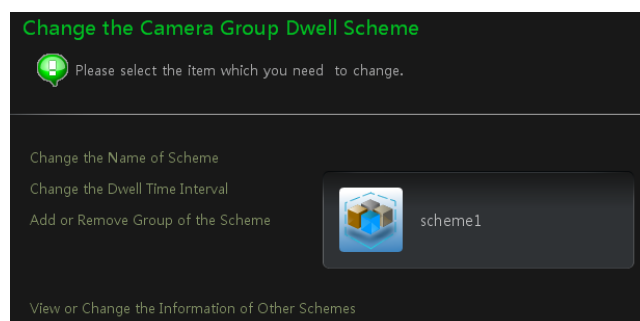 Change the Camera Group Dwell Scheme
Please select the item which you need to change.
Change the Name of Scheme
Change the Dwell Time Interval
Add or Remove Group of the Scheme
scheme1
View or Change the Information of Other Schemes